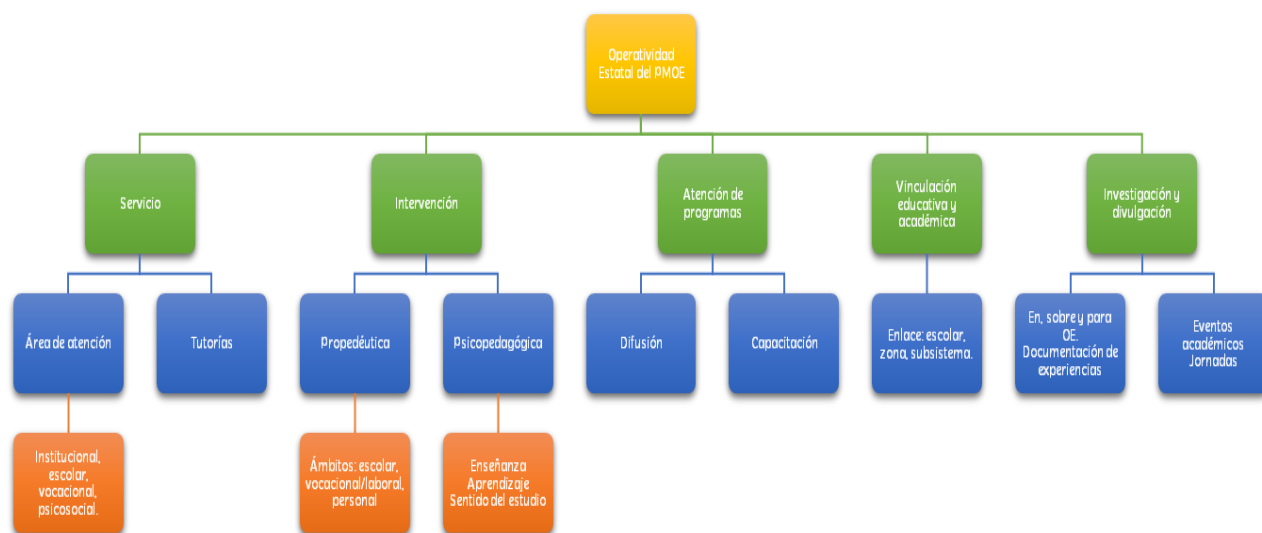 Operatividad
Estatal del PMOE
Servicio
Intervención
Atención de
programas
Vinculación
educativa y
académica
Investigación y
divulgación
Área de atención
Tutorías
Propedéutica
Psicopedagógica
Difusión
Capacitación
Enlace: escolar,
zona, subsistema.
En, sobre y para
OE.
Documentación de
experiencias
Eventos
académicos
Jornadas
Institucional,
escolar,
vocacional,
psicosocial.
Ámbitos: escolar,
vocacional/laboral,
personal
Enseñanza
Aprendizaje
Sentido del estudio